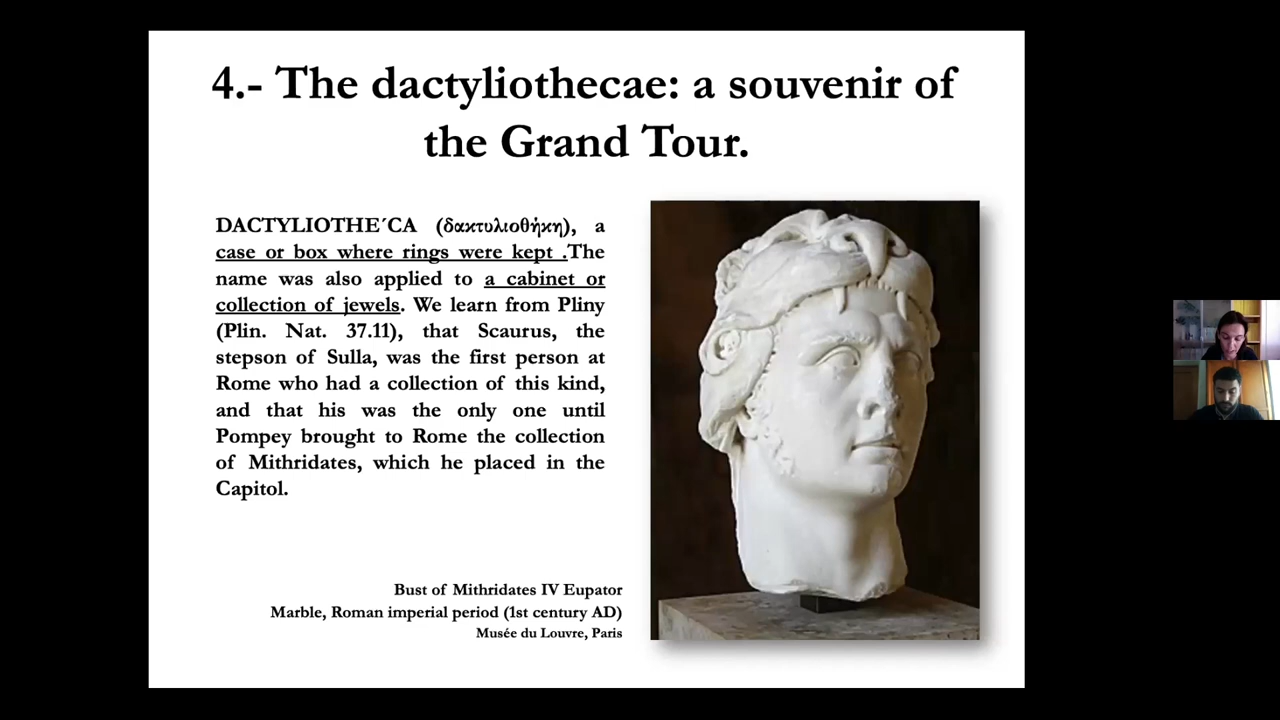 4.- The dactyliothecae: a souvenir of
the Grand Tour.
DACTYLIOTHE´CA (δακτυλιοθήκη), a
case or box where rings were kept .The
name was also applied to a cabinet or
collection of jewels. We learn from Pliny
(Plin. Nat. 37.11), that Scaurus, the
stepson of Sulla, was the first person at
Rome who had a collection of this kind,
and that his was the only one until
Pompey brought to Rome the collection
of Mithridates, which he placed in the
Capitol.
Bust of Mithridates IV Eupator
Marble, Roman imperial period (1st century AD)
Musée du Louvre, Paris